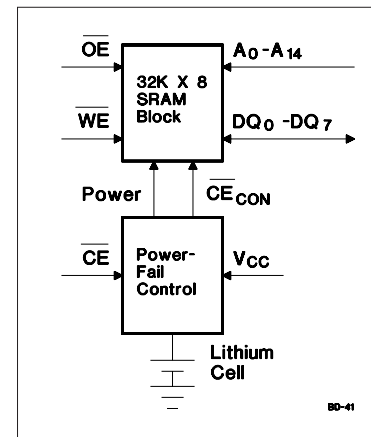 OE A0-A14
32K X 8
SRAM
Block
WE DQ0 -DQ7
Power CECON
CE Power-
Fail
Control
VCC
Lithium
Cell
BD-41